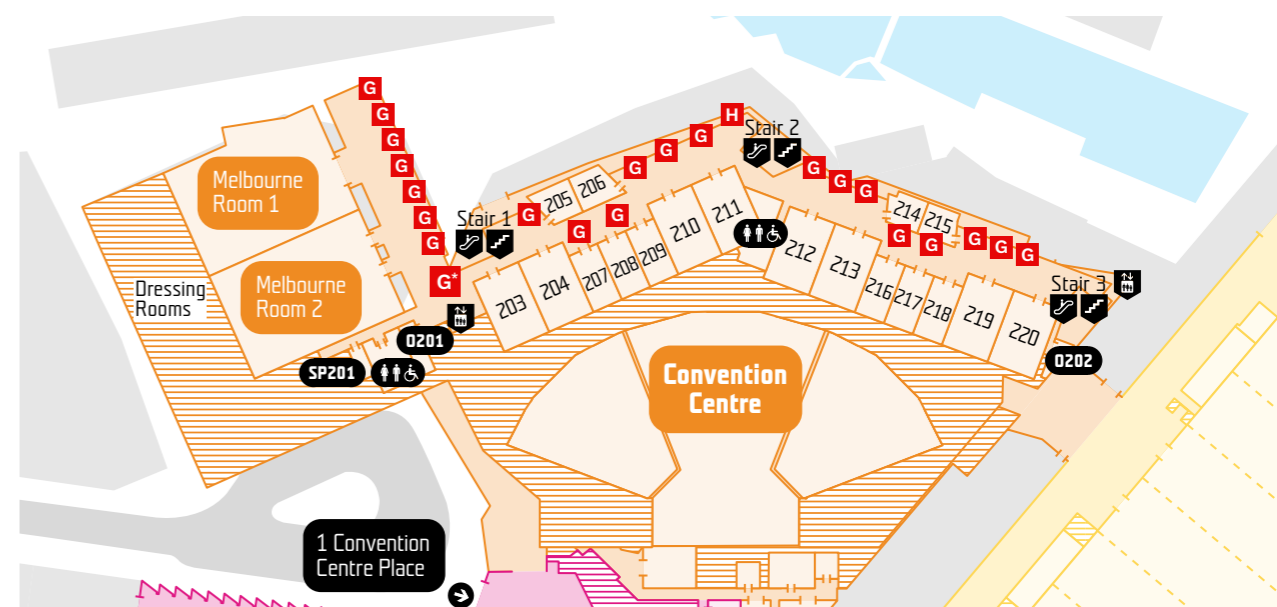 G
G
G
G
G
G
G
G*
Melbourne
Room 1
Melbourne
Room 2
Dressing
Rooms
SP201
O201
Stair 1
G
205
206
G
G
G
G
G
H
Stair 2
203
204
207
208
209
210
211
212
213
216
217
218
219
220
G
G
G
214
215
G
G
G
G
G
Stair 3
O202
Convention
Centre
1 Convention
Centre Place